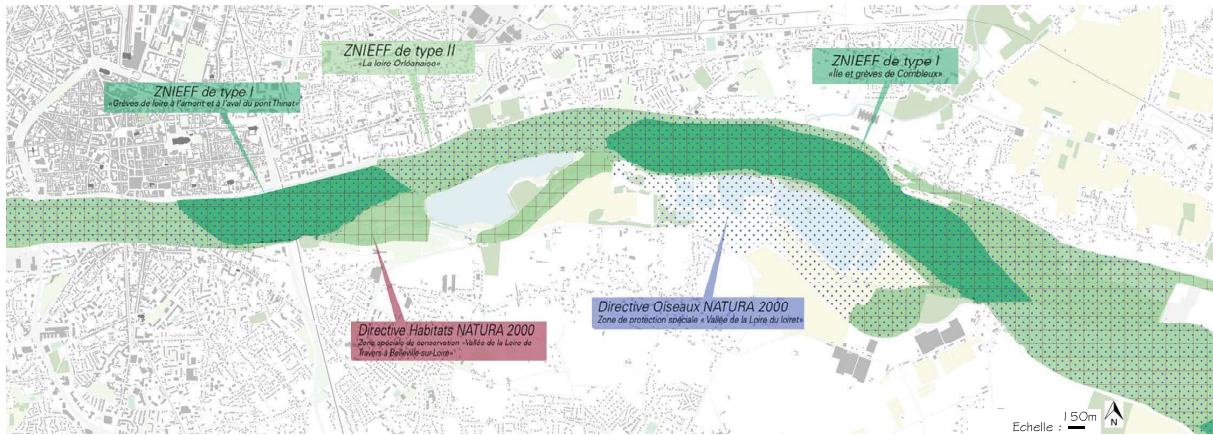 ZNIEFF de type II
«La loire Orléanaise»
ZNIEFF de type I
«Île et grèves de Combleux»
ZNIEFF de type I
«Grèves de loire à l'amont et à l'aval du pont Thinat»
Directive Oiseaux NATURA 2000
Zone de protection spéciale « Vallée de la Loire du loiret»
Directive Habitats NATURA 2000
'Zone spéciale de conservation «Vallée de la Loire de
Travers à Belleville-sur-Loire»'
150m
Echelle :
N